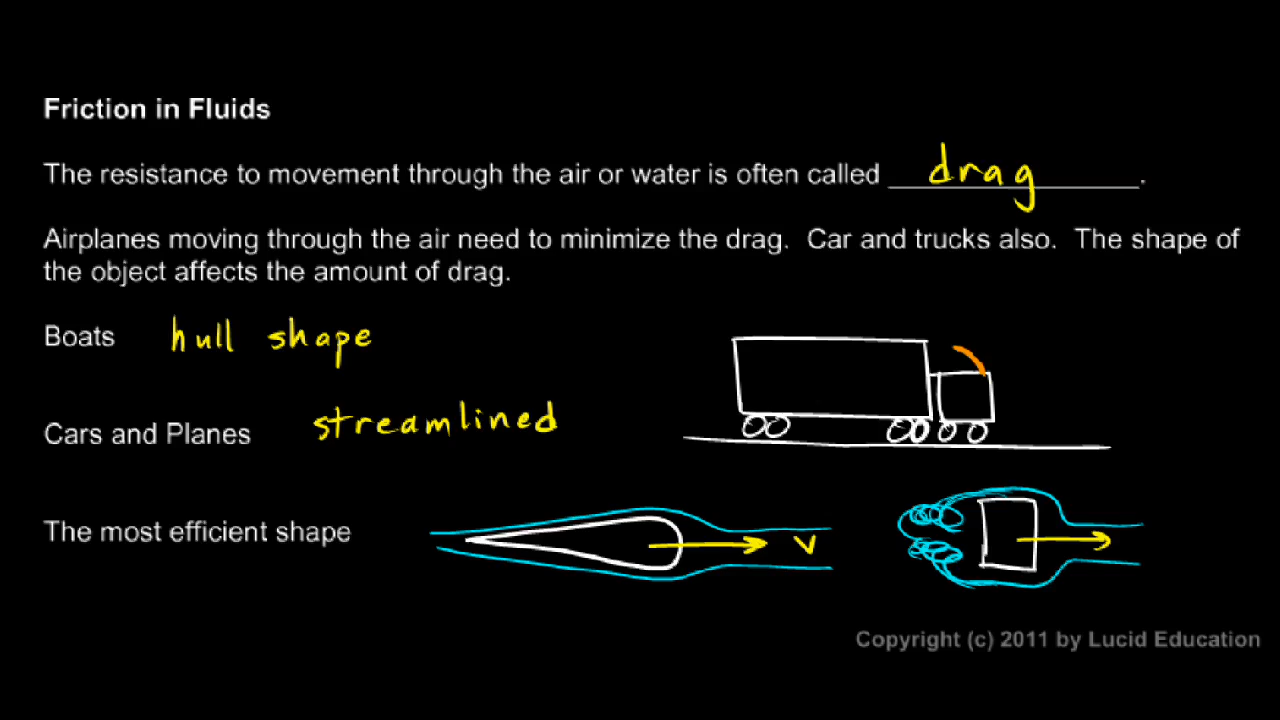 Friction in Fluids
The resistance to movement through the air or water is often called drag.
Airplanes moving through the air need to minimize the drag.  Car and trucks also.  The shape of
the object affects the amount of drag.
Boats hull shape
Cars and Planes streamlined
The most efficient shape v
Copyright (c) 2011 by Lucid Education